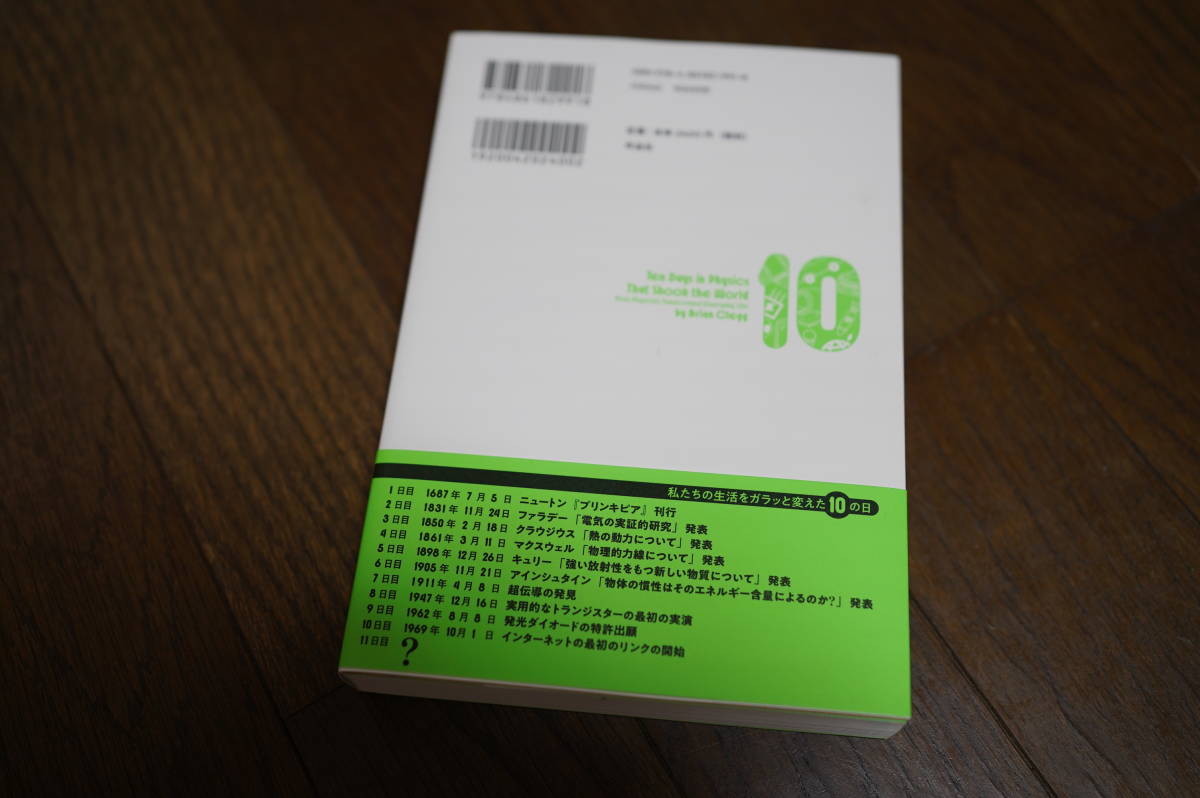 9784861829918
1920042024002
Ten Days in Physics
That Shook the World
by Brian Clegg
10
私たちの生活をガラッと変えた10の日
1日目 1687年 7月 5日 ニュートン『プリンキピア』刊行
2日目 1831年 11月 24日 ファラデー「電気の実証的研究」発表
3日目 1850年 2月 18日 クラウジウス「熱の動力について」発表
4日目 1861年 3月 11日 マクスウェル「物理的力線について」発表
5日目 1898年 12月 26日 キュリー「強い放射性をもつ新しい物質について」発表
6日目 1905年 11月 21日 アインシュタイン「物体の慣性はそのエネルギー含量によるのか?」発表
7日目 1911年 4月 8日 超伝導の発見
8日目 1947年 12月 16日 実用的なトランジスターの最初の実演
9日目 1962年 8月 8日 発光ダイオードの特許出願
10日目 1969年 10月 1日 インターネットの最初のリンクの開始
11日目 ?